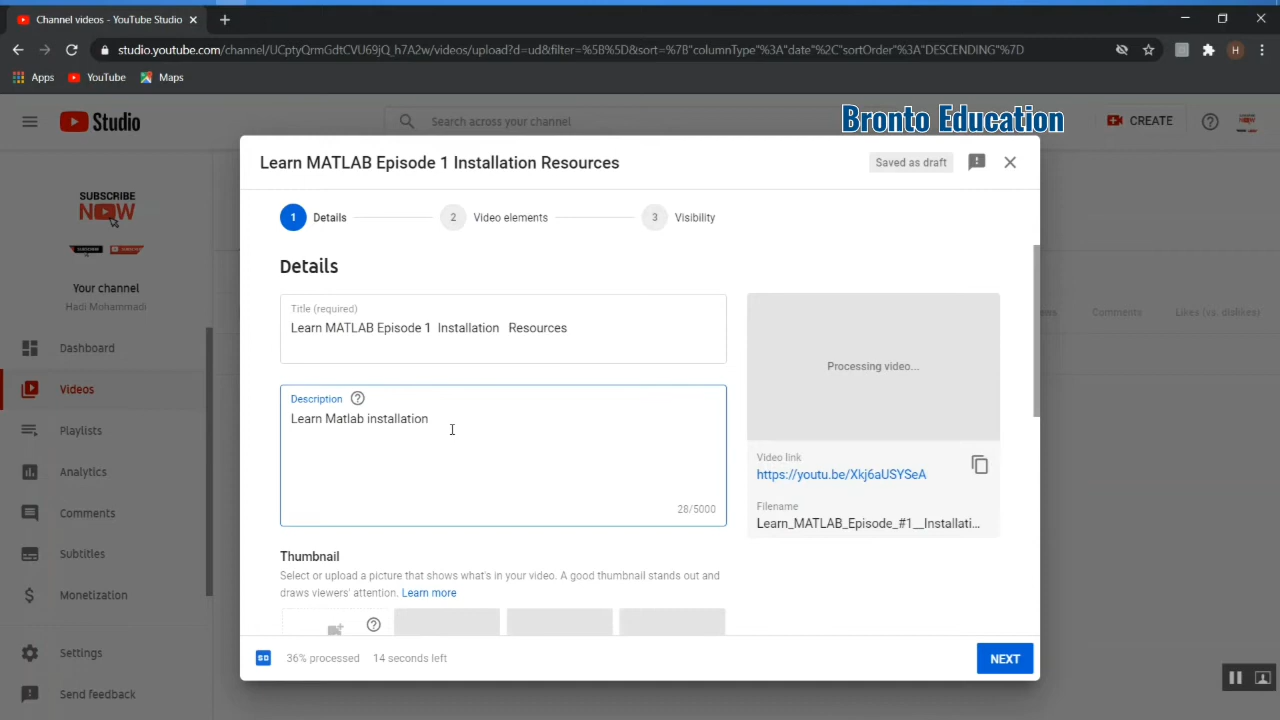 Channel videos - YouTube Studio
studio.youtube.com/channel/UCptyQrmGdtCVU69jQ_h7A2w/videos/upload?d=ud&filter=%5B%5D&sort=%7B"columnType"%3A"date"%2C"sortOrder"%3A"DESCENDING"%7D
H
Apps YouTube Maps
Studio
Search across your channel
Bronto Education
CREATE
Learn MATLAB Episode 1 Installation Resources
Saved as draft
SUBSCRIBE
NOW
1 Details
2 Video elements
3 Visibility
Your channel
Hadi Mohammadi
Details
Title (required)
Learn MATLAB Episode 1 Installation Resources
Comments
Likes (vs. dislikes)
Dashboard
Videos
Playlists
Analytics
Comments
Subtitles
Monetization
Settings
Send feedback
Processing video...
Description
Learn Matlab installation
28/5000
Video link
https://youtu.be/Xkj6aUSYSeA
Filename
Learn_MATLAB_Episode_#1__Installati...
Thumbnail
Select or upload a picture that shows what's in your video. A good thumbnail stands out and
draws viewers' attention. Learn more
SD
36% processed 14 seconds left
NEXT